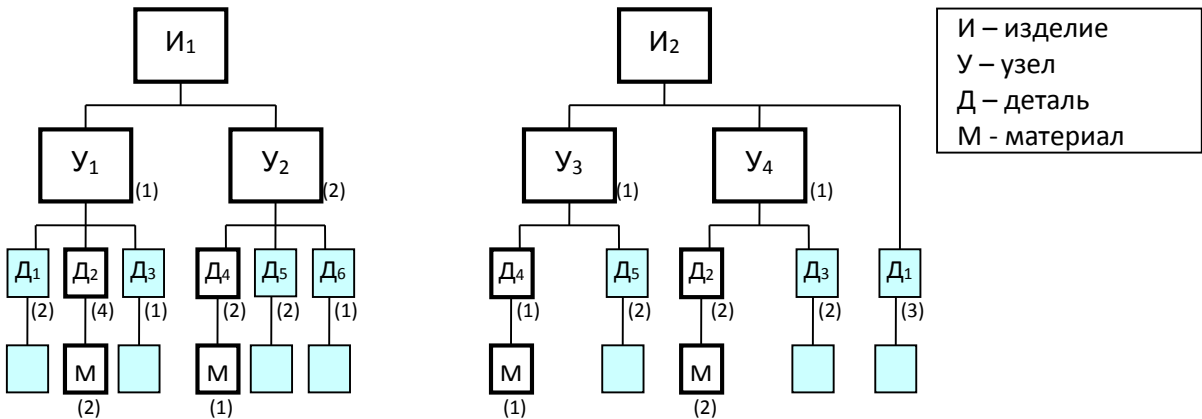 И1 И2
И – изделие
У – узел
Д – деталь
М - материал
У1 У2 У3 У4
(1) (2) (1) (1)
Д1 Д2 Д3 Д4 Д5 Д6 Д4 Д5 Д2 Д3 Д1
(2) (4) (1) (2) (2) (1) (1) (2) (2) (2) (3)
М М М М
(2) (1) (1) (2)